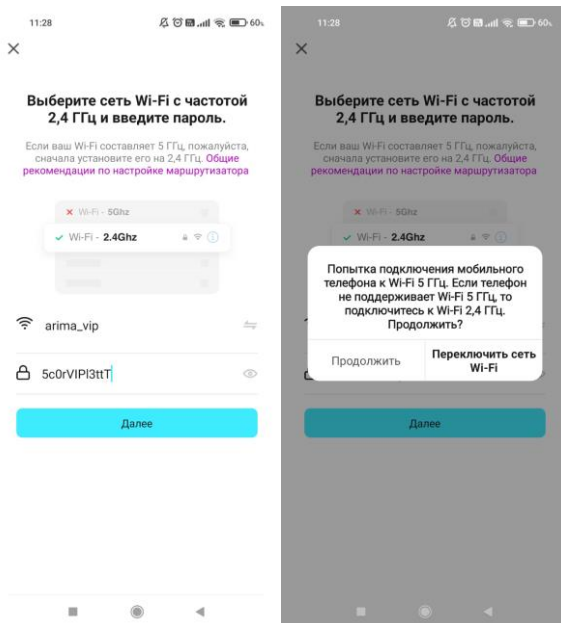 11:28
60%
Выберите сеть Wi-Fi с частотой
2,4 ГГц и введите пароль.
Если ваш Wi-Fi составляет 5 ГГц, пожалуйста,
сначала установите его на 2,4 ГГц. Общие
рекомендации по настройке маршрутизатора
Wi-Fi - 5Ghz
Wi-Fi - 2.4Ghz
arima_vip
5c0rVIPl3ttT
Далее
11:28
60%
Выберите сеть Wi-Fi с частотой
2,4 ГГц и введите пароль.
Если ваш Wi-Fi составляет 5 ГГц, пожалуйста,
сначала установите его на 2,4 ГГц. Общие
рекомендации по настройке маршрутизатора
Wi-Fi - 5Ghz
Wi-Fi - 2.4Ghz
Попытка подключения мобильного
телефона к Wi-Fi 5 ГГц. Если телефон
не поддерживает Wi-Fi 5 ГГц, то
подключитесь к Wi-Fi 2,4 ГГц.
Продолжить?
Продолжить
Переключить сеть
Wi-Fi
Далее